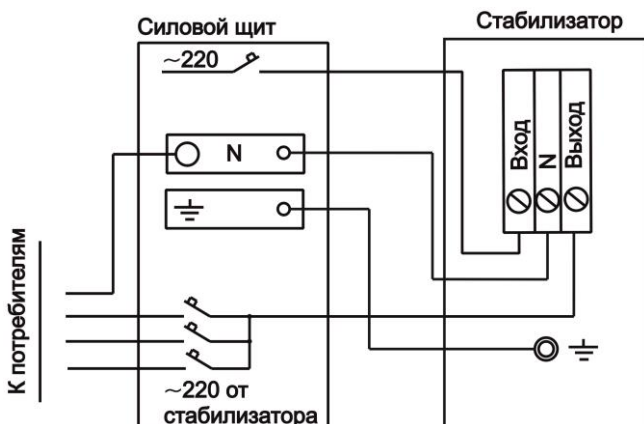 Силовой щит
Стабилизатор
~220
Вход
N
Выход
N
К потребителям
~220 от
стабилизатора